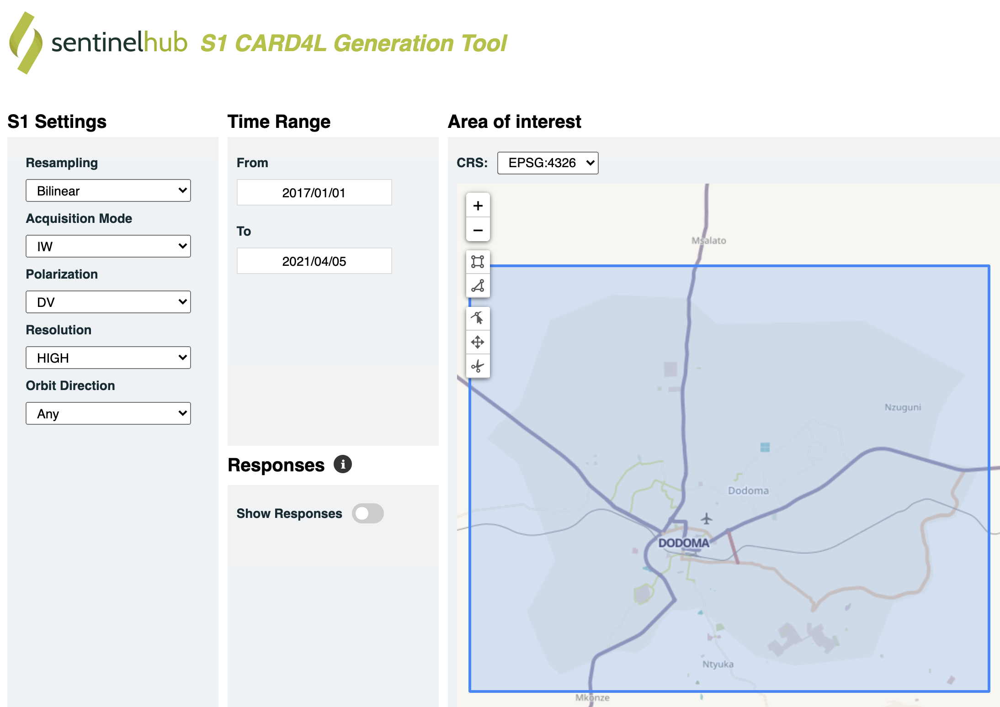 sentinelhub S1 CARD4L Generation Tool
S1 Settings
Resampling
Bilinear
Acquisition Mode
IW
Polarization
DV
Resolution
HIGH
Orbit Direction
Any
Time Range
From
2017/01/01
To
2021/04/05
Responses i
Show Responses
Area of interest
CRS: EPSG:4326
+
−
Msalato
Nzuguni
Dodoma
DODOMA
Ntyuka
Mkonze